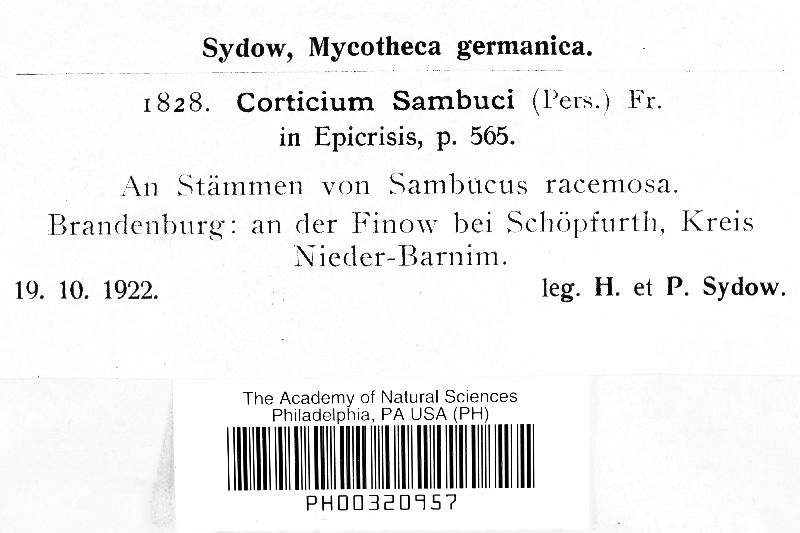 Sydow, Mycotheca germanica.
1828. Corticium Sambuci (Pers.) Fr.
in Epicrisis, p. 565.
An Stämmen von Sambucus racemosa.
Brandenburg: an der Finow bei Schöpfurth, Kreis
Nieder-Barnim.
19. 10. 1922. leg. H. et P. Sydow.
The Academy of Natural Sciences
Philadelphia, PA USA (PH)
PH00320957